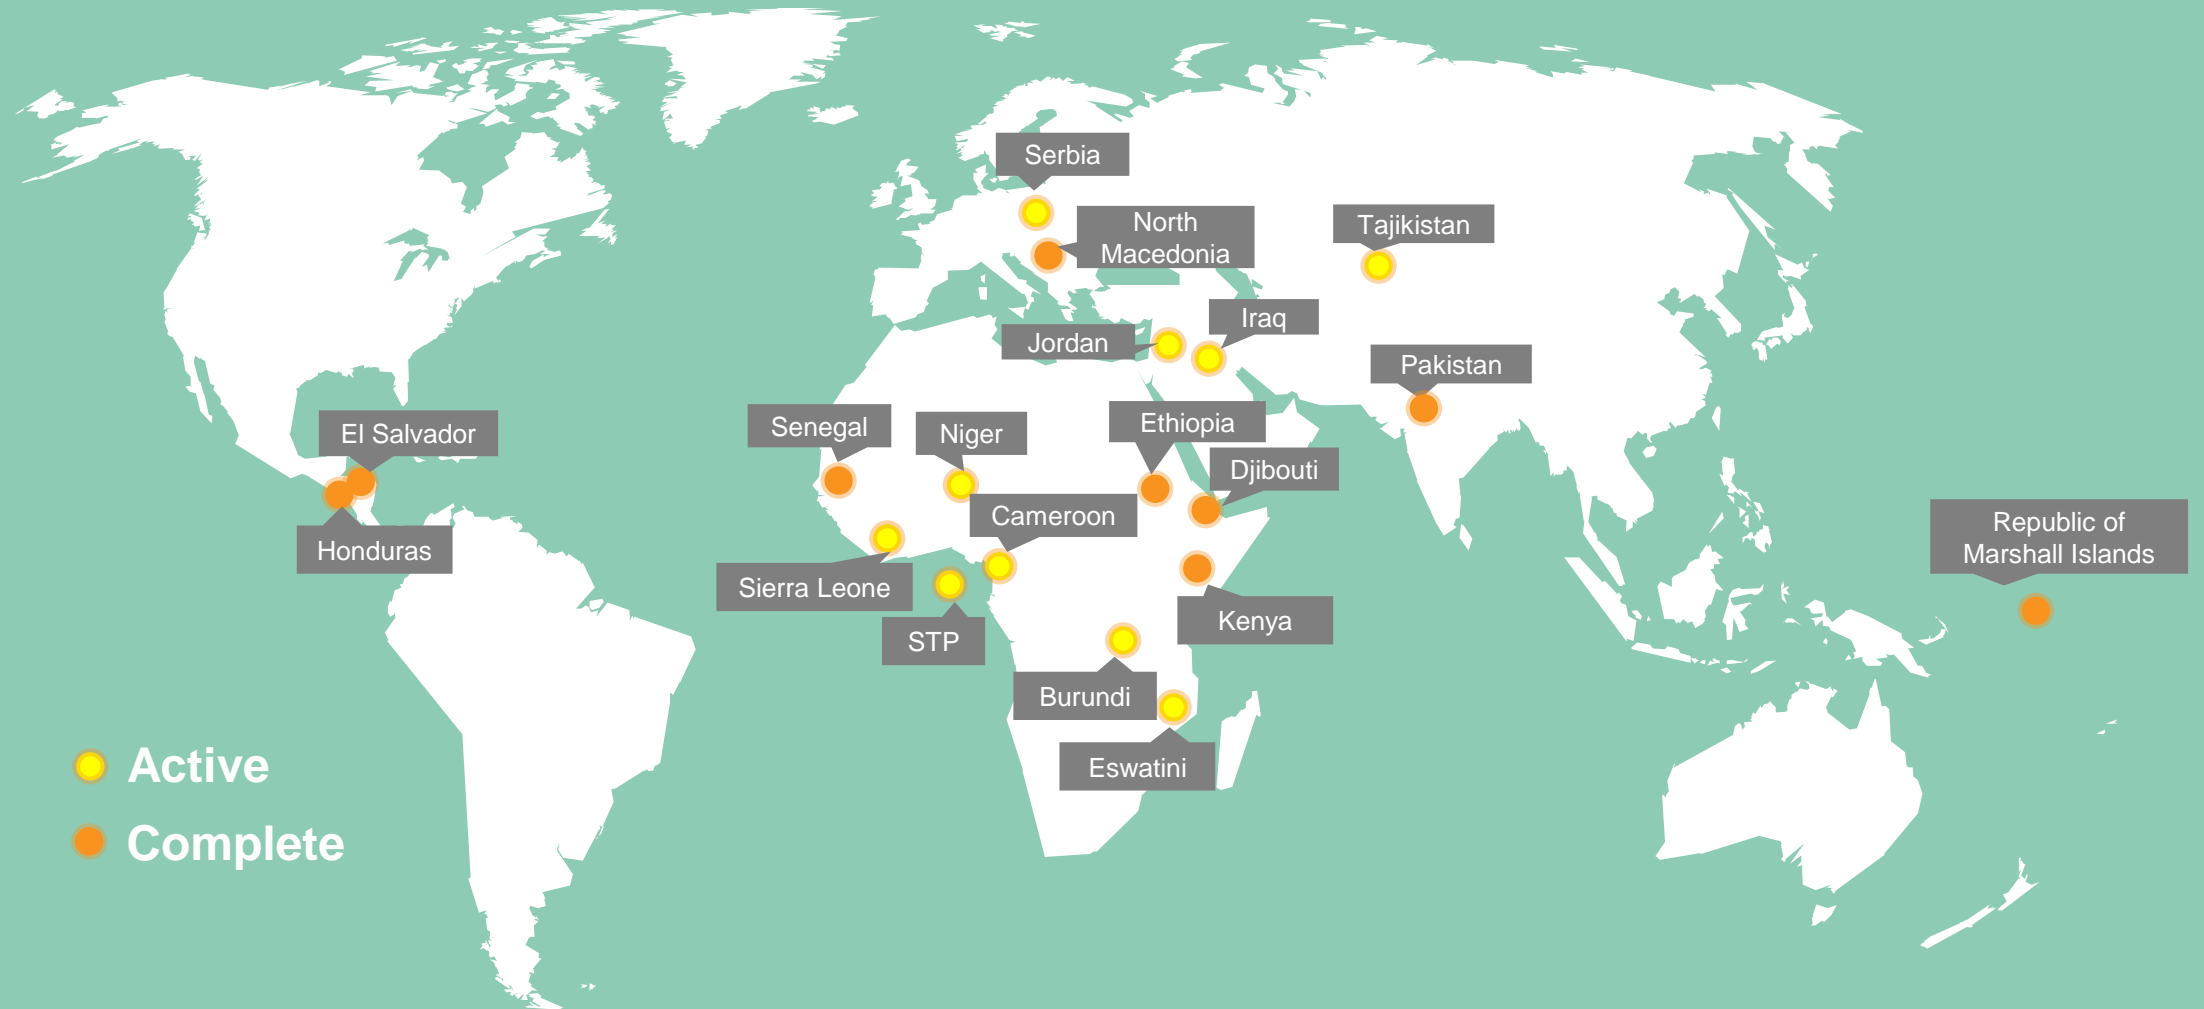 Serbia
North
Macedonia
Tajikistan
Iraq
Jordan
Pakistan
El Salvador
Senegal
Niger
Ethiopia
Djibouti
Cameroon
Honduras
Republic of
Marshall Islands
Sierra Leone
STP
Kenya
Burundi
Eswatini
Active
Complete